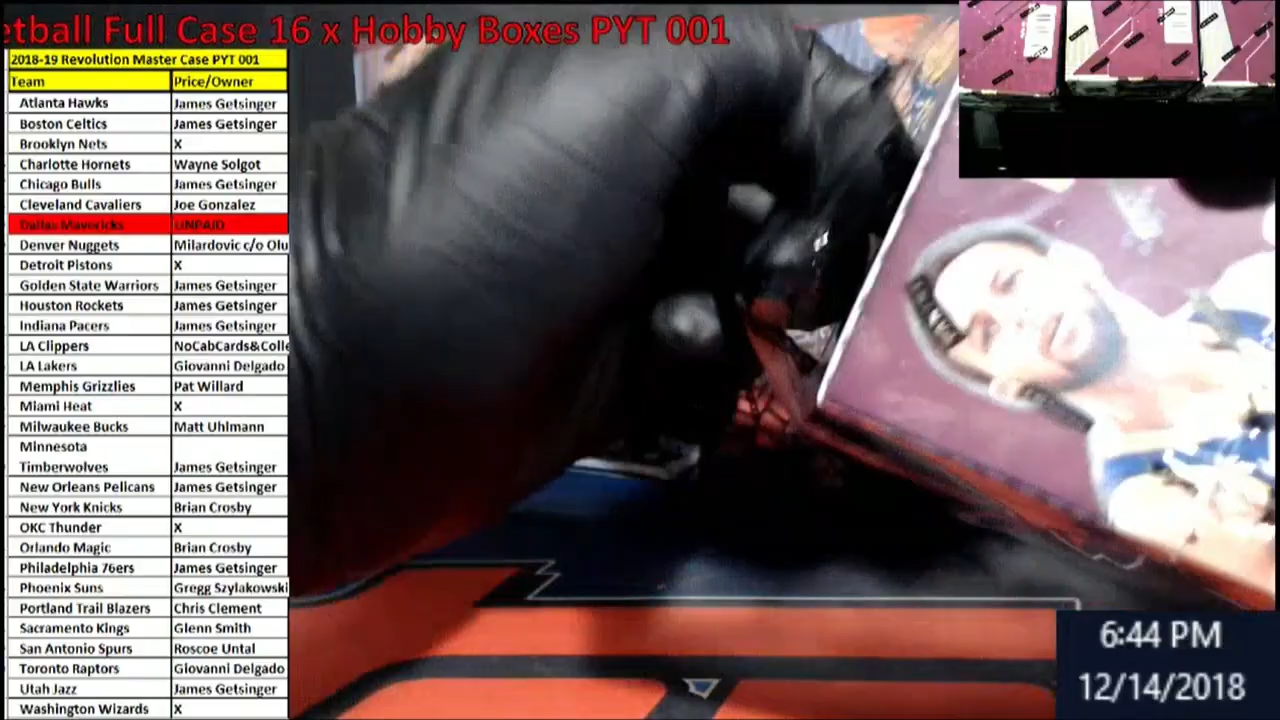 etball Full Case 16 x Hobby Boxes PYT 001
2018-19 Revolution Master Case PYT 001
Team Price/Owner
Atlanta Hawks James Getsinger
Boston Celtics James Getsinger
Brooklyn Nets X
Charlotte Hornets Wayne Solgot
Chicago Bulls James Getsinger
Cleveland Cavaliers Joe Gonzalez
Dallas Mavericks UNPAID
Denver Nuggets Milardovic c/o Olu
Detroit Pistons X
Golden State Warriors James Getsinger
Houston Rockets James Getsinger
Indiana Pacers James Getsinger
LA Clippers NoCabCards&Colle
LA Lakers Giovanni Delgado
Memphis Grizzlies Pat Willard
Miami Heat X
Milwaukee Bucks Matt Uhlmann
Minnesota
Timberwolves James Getsinger
New Orleans Pelicans James Getsinger
New York Knicks Brian Crosby
OKC Thunder X
Orlando Magic Brian Crosby
Philadelphia 76ers James Getsinger
Phoenix Suns Gregg Szylakowski
Portland Trail Blazers Chris Clement
Sacramento Kings Glenn Smith
San Antonio Spurs Roscoe Untal
Toronto Raptors Giovanni Delgado
Utah Jazz James Getsinger
Washington Wizards X
6:44 PM
12/14/2018